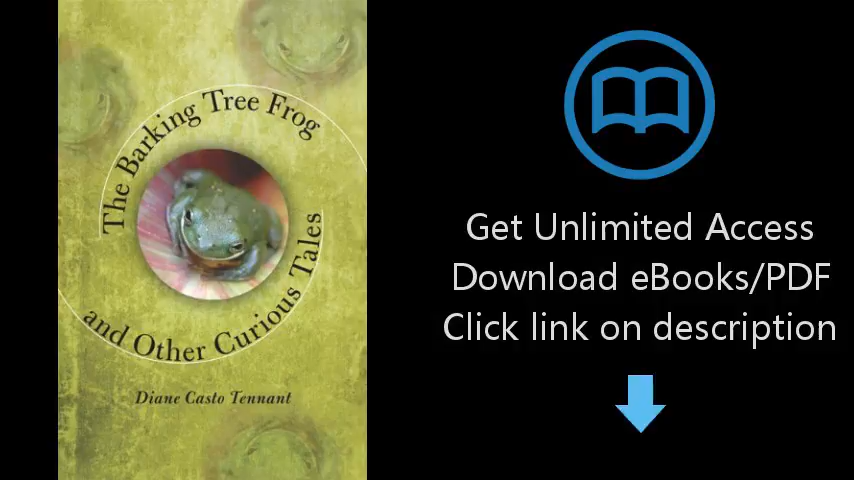 The Barking Tree Frog
and Other Curious Tales
Diane Casto Tennant
Get Unlimited Access
Download eBooks/PDF
Click link on description